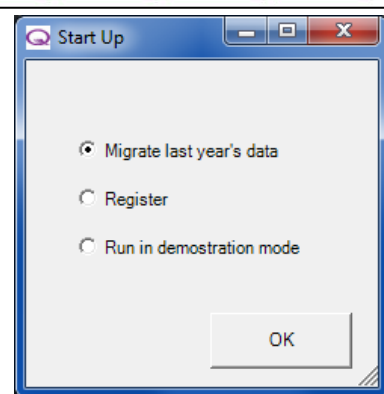 Start Up
Migrate last year's data
Register
Run in demostration mode
OK